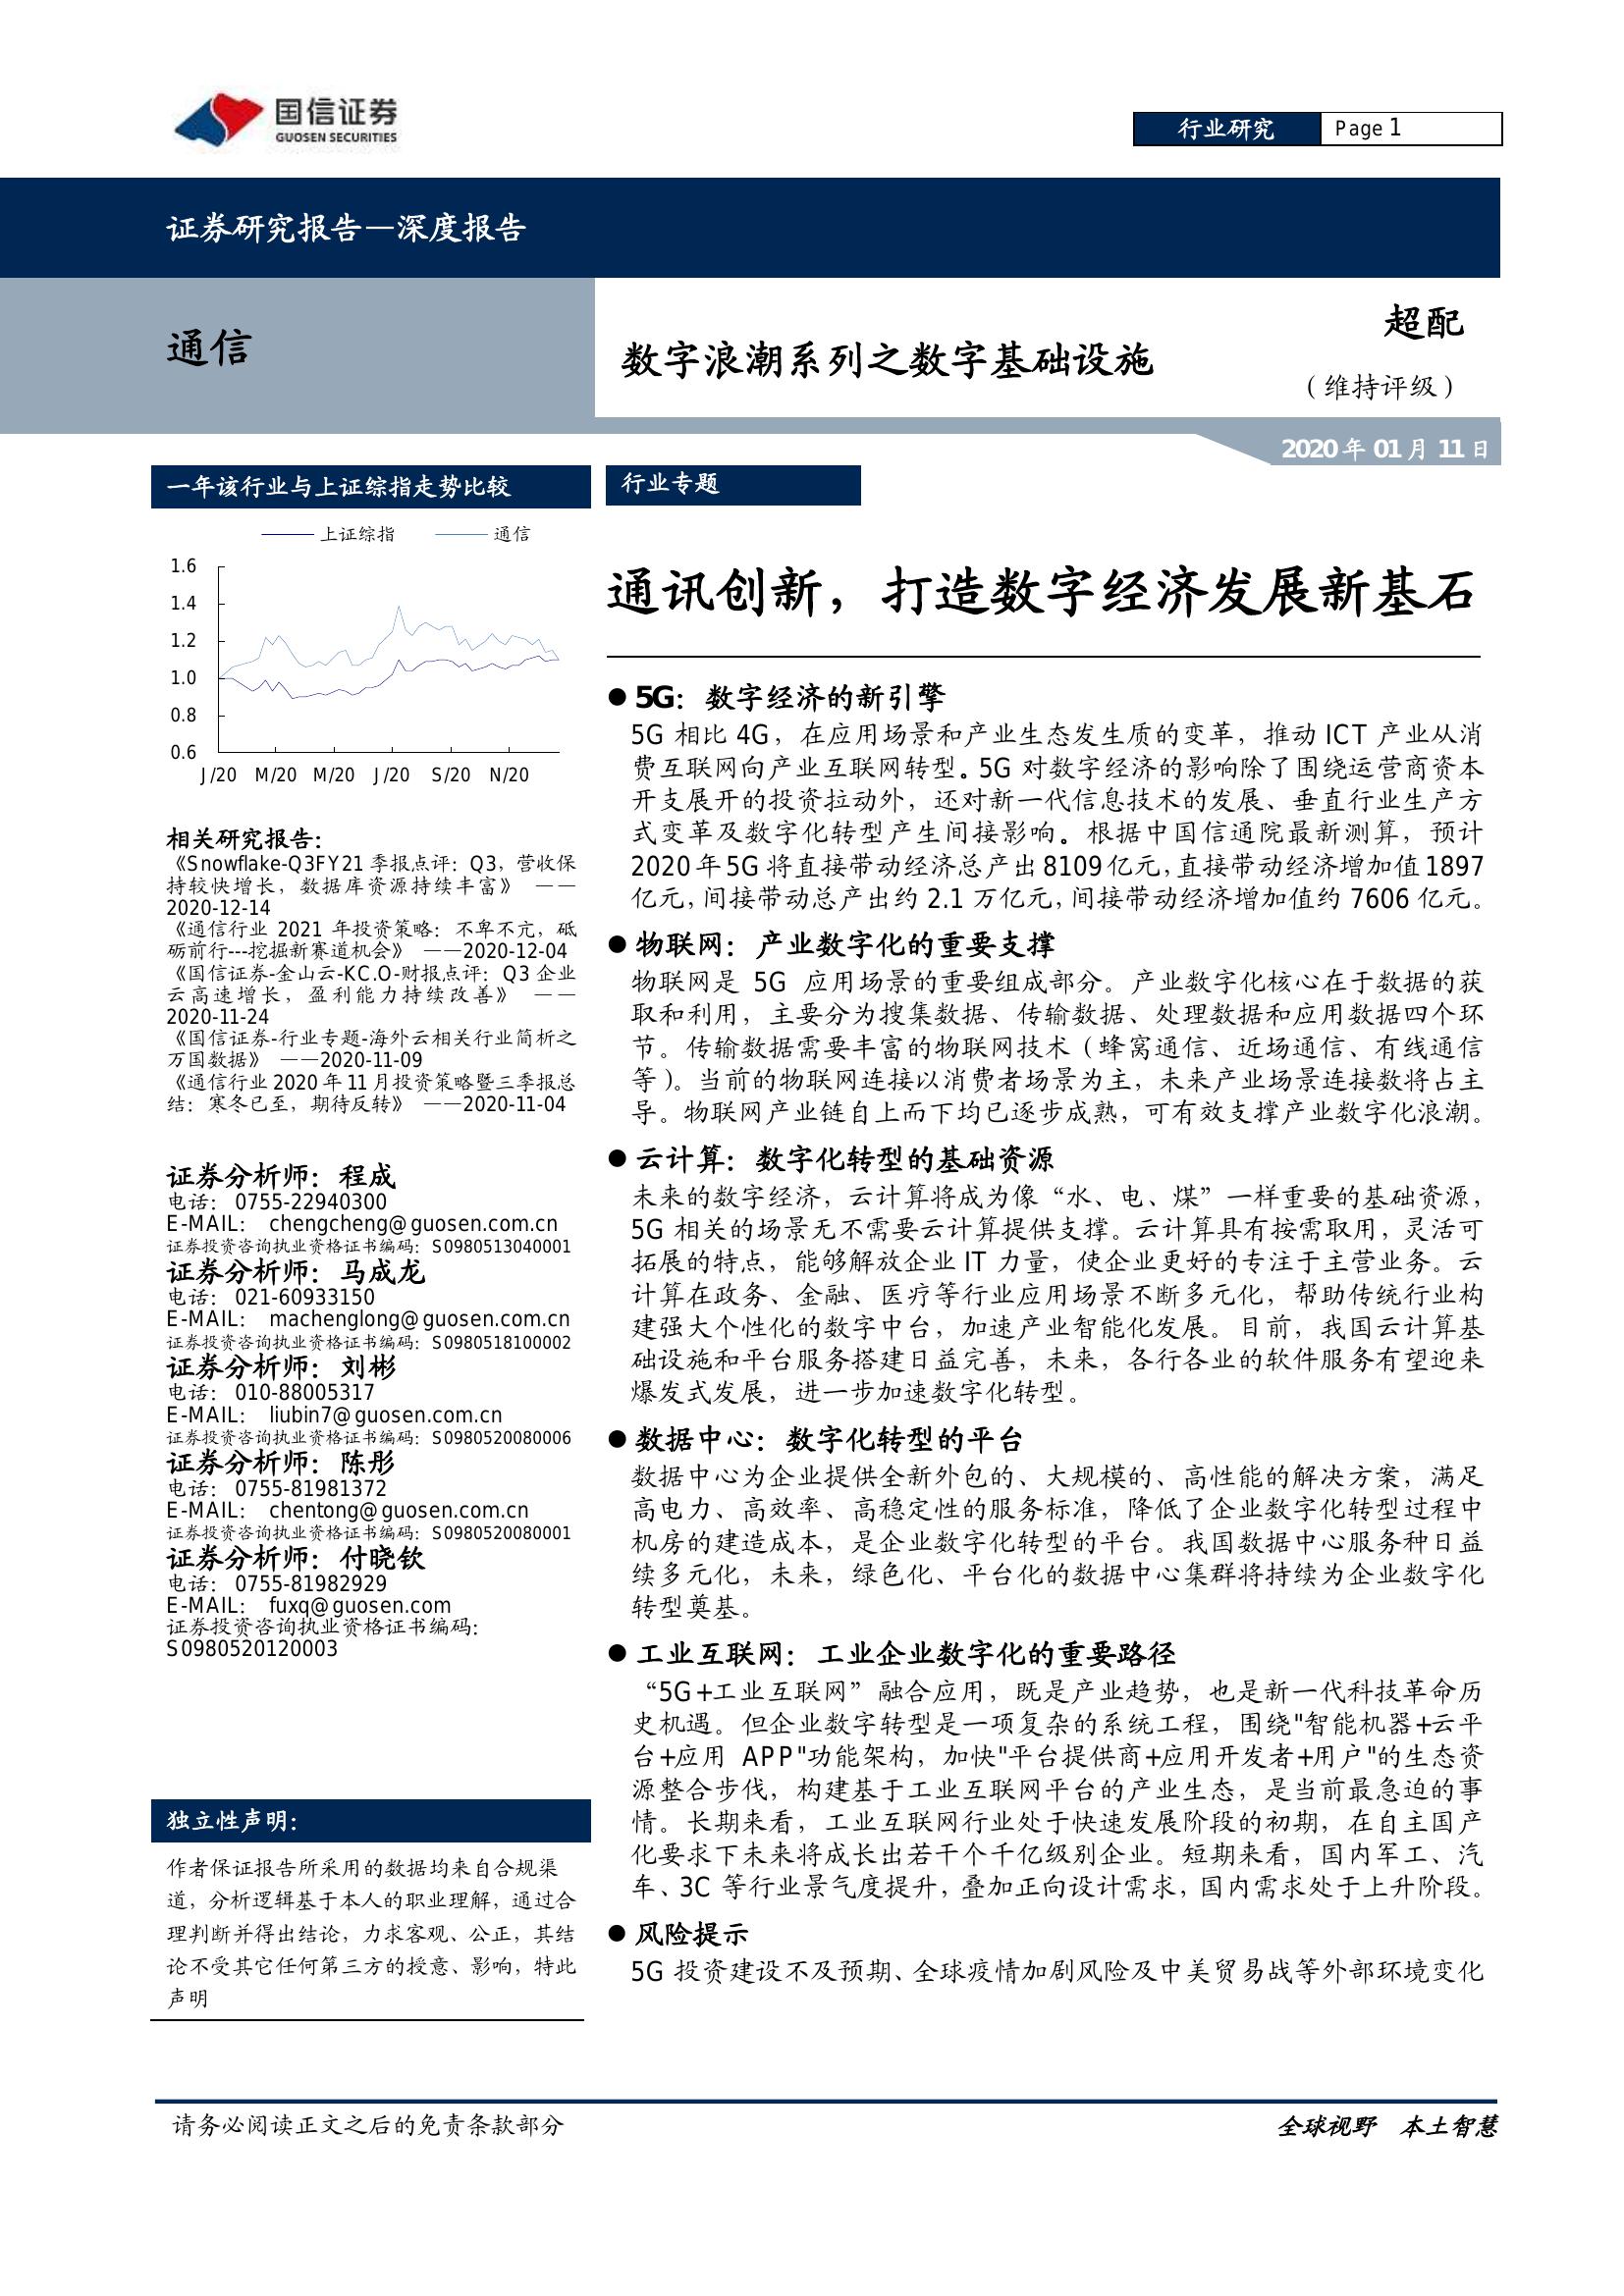 国信证券
GUOSEN SECURITIES
行业研究
Page 1
证券研究报告—深度报告
通信
数字浪潮系列之数字基础设施
超配
（维持评级）
2020 年 01 月 11 日
一年该行业与上证综指走势比较
上证综指 通信
1.6
1.4
1.2
1.0
0.8
0.6
J/20 M/20 M/20 J/20 S/20 N/20
相关研究报告：
《Snowflake-Q3FY21 季报点评：Q3，营收保
持较快增长，数据库资源持续丰富》 ——
2020-12-14
《通信行业 2021 年投资策略：不卑不亢，砥
砺前行---挖掘新赛道机会》 ——2020-12-04
《国信证券-金山云-KC.O-财报点评：Q3 企业
云高速增长，盈利能力持续改善》 ——
2020-11-24
《国信证券-行业专题-海外云相关行业简析之
万国数据》 ——2020-11-09
《通信行业 2020 年 11 月投资策略暨三季报总
结：寒冬已至，期待反转》 ——2020-11-04
证券分析师：程成
电话： 0755-22940300
E-MAIL： chengcheng@guosen.com.cn
证券投资咨询执业资格证书编码：S0980513040001
证券分析师：马成龙
电话： 021-60933150
E-MAIL： machenglong@guosen.com.cn
证券投资咨询执业资格证书编码：S0980518100002
证券分析师：刘彬
电话： 010-88005317
E-MAIL： liubin7@guosen.com.cn
证券投资咨询执业资格证书编码：S0980520080006
证券分析师：陈彤
电话： 0755-81981372
E-MAIL： chentong@guosen.com.cn
证券投资咨询执业资格证书编码：S0980520080001
证券分析师：付晓钦
电话： 0755-81982929
E-MAIL： fuxq@guosen.com
证券投资咨询执业资格证书编码：
S0980520120003
独立性声明：
作者保证报告所采用的数据均来自合规渠
道，分析逻辑基于本人的职业理解，通过合
理判断并得出结论，力求客观、公正，其结
论不受其它任何第三方的授意、影响，特此
声明
行业专题
通讯创新，打造数字经济发展新基石
● 5G：数字经济的新引擎
5G 相比 4G，在应用场景和产业生态发生质的变革，推动 ICT 产业从消
费互联网向产业互联网转型。5G 对数字经济的影响除了围绕运营商资本
开支展开的投资拉动外，还对新一代信息技术的发展、垂直行业生产方
式变革及数字化转型产生间接影响。根据中国信通院最新测算，预计
2020 年 5G 将直接带动经济总产出 8109 亿元，直接带动经济增加值 1897
亿元，间接带动总产出约 2.1 万亿元，间接带动经济增加值约 7606 亿元。
● 物联网：产业数字化的重要支撑
物联网是 5G 应用场景的重要组成部分。产业数字化核心在于数据的获
取和利用，主要分为搜集数据、传输数据、处理数据和应用数据四个环
节。传输数据需要丰富的物联网技术（蜂窝通信、近场通信、有线通信
等）。当前的物联网连接以消费者场景为主，未来产业场景连接数将占主
导。物联网产业链自上而下均已逐步成熟，可有效支撑产业数字化浪潮。
● 云计算：数字化转型的基础资源
未来的数字经济，云计算将成为像“水、电、煤”一样重要的基础资源，
5G 相关的场景无不需要云计算提供支撑。云计算具有按需取用，灵活可
拓展的特点，能够解放企业 IT 力量，使企业更好的专注于主营业务。云
计算在政务、金融、医疗等行业应用场景不断多元化，帮助传统行业构
建强大个性化的数字中台，加速产业智能化发展。目前，我国云计算基
础设施和平台服务搭建日益完善，未来，各行各业的软件服务有望迎来
爆发式发展，进一步加速数字化转型。
● 数据中心：数字化转型的平台
数据中心为企业提供全新外包的、大规模的、高性能的解决方案，满足
高电力、高效率、高稳定性的服务标准，降低了企业数字化转型过程中
机房的建造成本，是企业数字化转型的平台。我国数据中心服务种日益
续多元化，未来，绿色化、平台化的数据中心集群将持续为企业数字化
转型奠基。
● 工业互联网：工业企业数字化的重要路径
“5G+工业互联网”融合应用，既是产业趋势，也是新一代科技革命历
史机遇。但企业数字转型是一项复杂的系统工程，围绕"智能机器+云平
台+应用 APP"功能架构，加快"平台提供商+应用开发者+用户"的生态资
源整合步伐，构建基于工业互联网平台的产业生态，是当前最急迫的事
情。长期来看，工业互联网行业处于快速发展阶段的初期，在自主国产
化要求下未来将成长出若干个千亿级别企业。短期来看，国内军工、汽
车、3C 等行业景气度提升，叠加正向设计需求，国内需求处于上升阶段。
● 风险提示
5G 投资建设不及预期、全球疫情加剧风险及中美贸易战等外部环境变化
请务必阅读正文之后的免责条款部分
全球视野 本土智慧